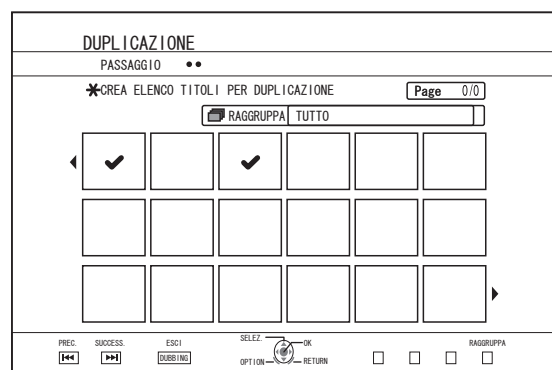 DUPLICAZIONE
PASSAGGIO ••
CREA ELENCO TITOLI PER DUPLICAZIONE
Page 0/0
RAGGRUPPA TUTTO
PREC. SUCCESS. ESCI SELEZ. OK RAGGRUPPA
DUBBING OPTION RETURN